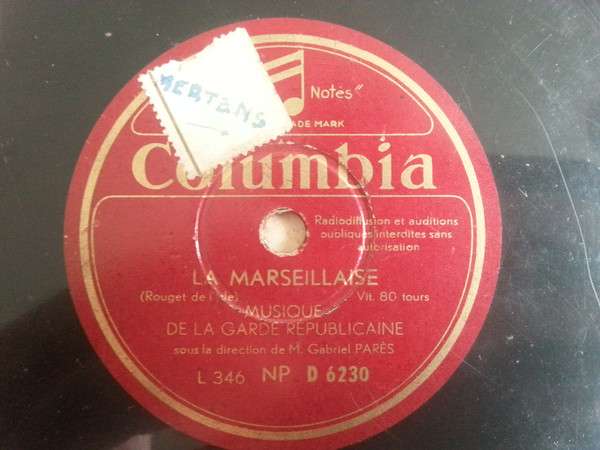 MERTENS
Notes"
ADE MARK
Columbia
Radiodiffusion et auditions
publiques interdites sans
autorisation
LA MARSEILLAISE
(Rouget de l'Isle) Vit. 80 tours
MUSIQUE
DE LA GARDE RÉPUBLICAINE
sous la direction de M. Gabriel PARÈS
L 346 NP D 6230